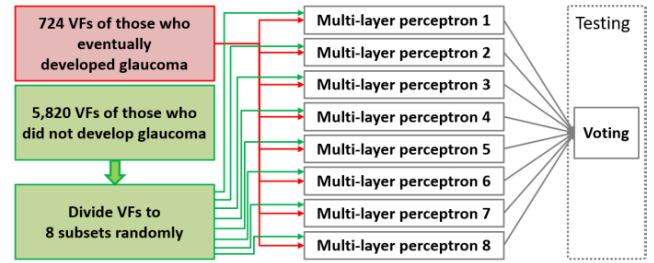 724 VFs of those who
eventually
developed glaucoma
5,820 VFs of those who
did not develop glaucoma
Divide VFs to
8 subsets randomly
Multi-layer perceptron 1
Multi-layer perceptron 2
Multi-layer perceptron 3
Multi-layer perceptron 4
Multi-layer perceptron 5
Multi-layer perceptron 6
Multi-layer perceptron 7
Multi-layer perceptron 8
Testing
Voting